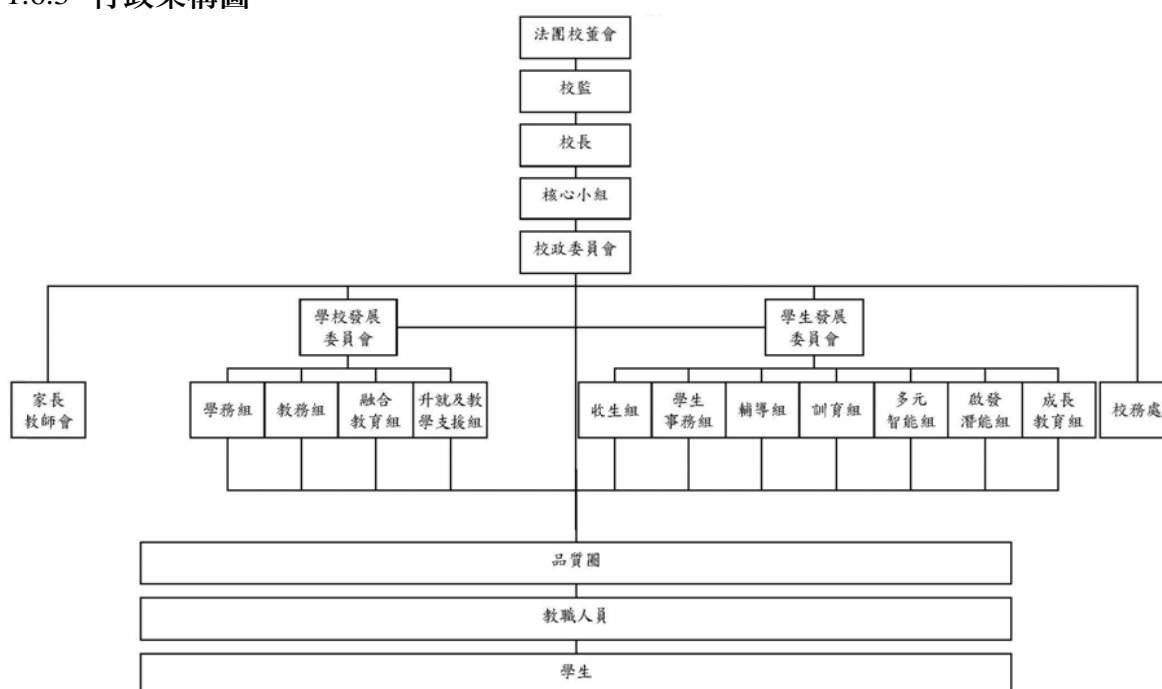 1.6.3 行政架構圖
法團校董會
校監
校長
核心小組
校政委員會
學校發展
委員會
學生發展
委員會
家長
教師會
學務組
教務組
融合
教育組
升就及教
學支援組
收生組
學生
事務組
輔導組
訓育組
多元
智能組
啟發
潛能組
成長
教育組
校務處
品質圈
教職人員
學生